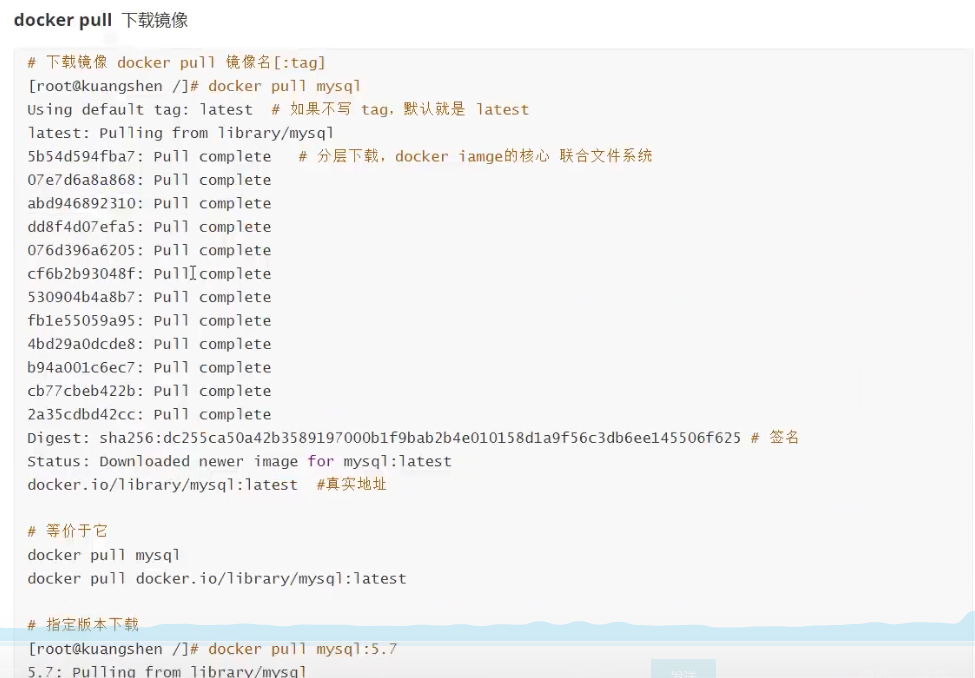 docker pull 下载镜像
# 下载镜像 docker pull 镜像名[:tag]
[root@kuangshen /]# docker pull mysql
Using default tag: latest # 如果不写 tag，默认就是 latest
latest: Pulling from library/mysql
5b54d594fba7: Pull complete # 分层下载，docker iamge的核心 联合文件系统
07e7d6a8a868: Pull complete
abd946892310: Pull complete
dd8f4d07efa5: Pull complete
076d396a6205: Pull complete
cf6b2b93048f: Pull complete
530904b4a8b7: Pull complete
fb1e55059a95: Pull complete
4bd29a0dcde8: Pull complete
b94a001c6ec7: Pull complete
cb77cbeb422b: Pull complete
2a35cdbd42cc: Pull complete
Digest: sha256:dc255ca50a42b3589197000b1f9bab2b4e010158d1a9f56c3db6ee145506f625 # 签名
Status: Downloaded newer image for mysql:latest
docker.io/library/mysql:latest #真实地址
# 等价于它
docker pull mysql
docker pull docker.io/library/mysql:latest
# 指定版本下载
[root@kuangshen /]# docker pull mysql:5.7
5.7: Pulling from library/mysql